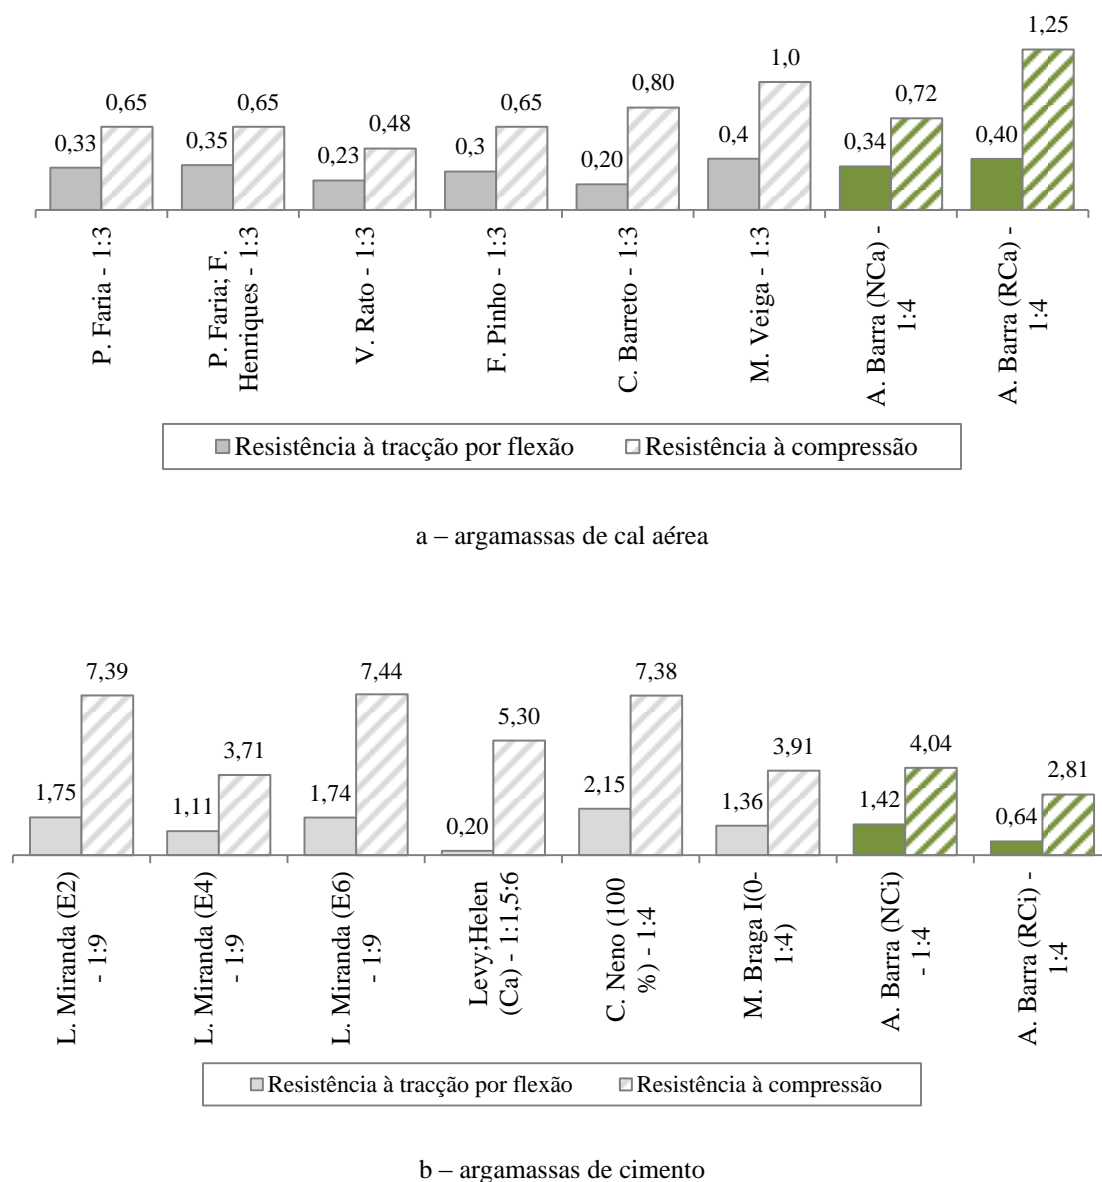 1,25
1,0
0,80
0,72
0,65
0,65
0,65
0,48
0,33
0,35
0,23
0,3
0,20
0,4
0,34
0,40
P. Faria - 1:3
P. Faria; F.
Henriques - 1:3
V. Rato - 1:3
F. Pinho - 1:3
C. Barreto - 1:3
M. Veiga - 1:3
A. Barra (NCa) -
1:4
A. Barra (RCa) -
1:4
Resistência à tracção por flexão Resistência à compressão
a – argamassas de cal aérea
7,39
7,44
7,38
5,30
3,71
3,91
4,04
2,81
1,75
1,11
1,74
0,20
2,15
1,36
1,42
0,64
L. Miranda (E2)
- 1:9
L. Miranda (E4)
- 1:9
L. Miranda (E6)
- 1:9
Levy;Helen
(Ca) - 1:1,5:6
C. Neno (100
%) - 1:4
M. Braga I(0-
1:4)
A. Barra (NCi)
- 1:4
A. Barra (RCi) -
1:4
Resistência à tracção por flexão Resistência à compressão
b – argamassas de cimento